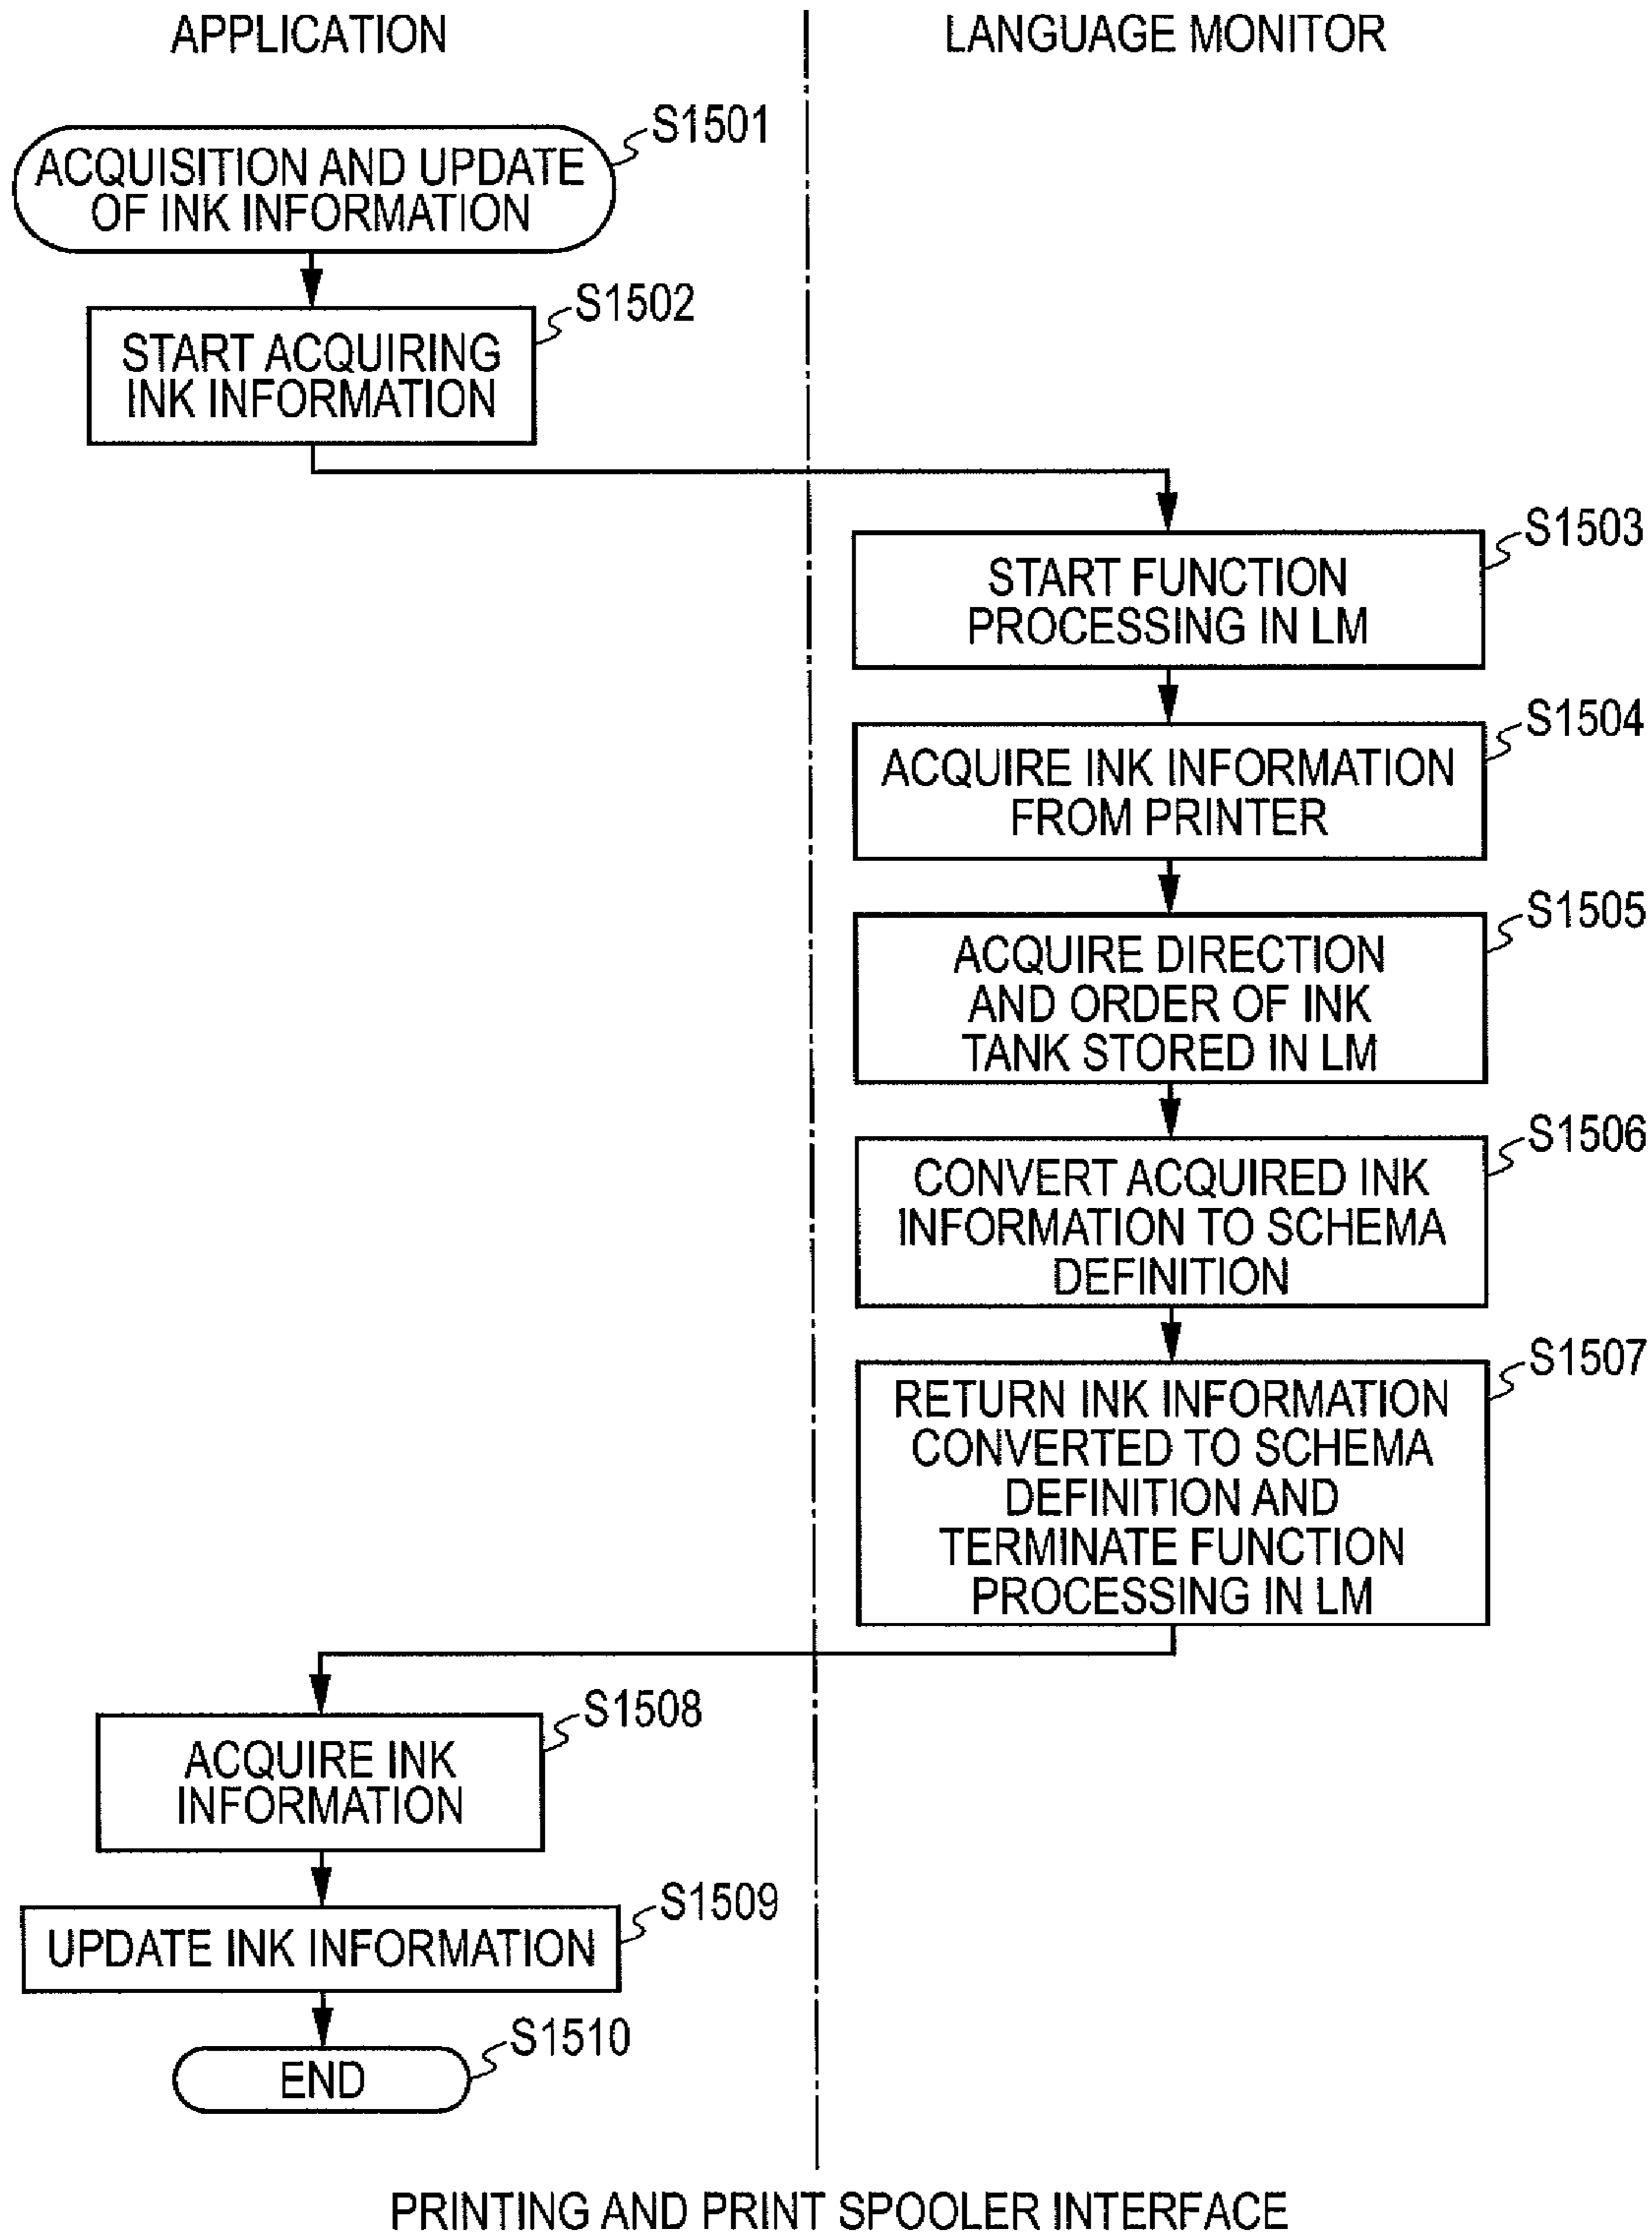 APPLICATION
LANGUAGE MONITOR
S1501
ACQUISITION AND UPDATE
OF INK INFORMATION
S1502
START ACQUIRING
INK INFORMATION
S1503
START FUNCTION
PROCESSING IN LM
S1504
ACQUIRE INK INFORMATION
FROM PRINTER
S1505
ACQUIRE DIRECTION
AND ORDER OF INK
TANK STORED IN LM
S1506
CONVERT ACQUIRED INK
INFORMATION TO SCHEMA
DEFINITION
S1507
RETURN INK INFORMATION
CONVERTED TO SCHEMA
DEFINITION AND
TERMINATE FUNCTION
PROCESSING IN LM
S1508
ACQUIRE INK
INFORMATION
S1509
UPDATE INK INFORMATION
S1510
END
PRINTING AND PRINT SPOOLER INTERFACE